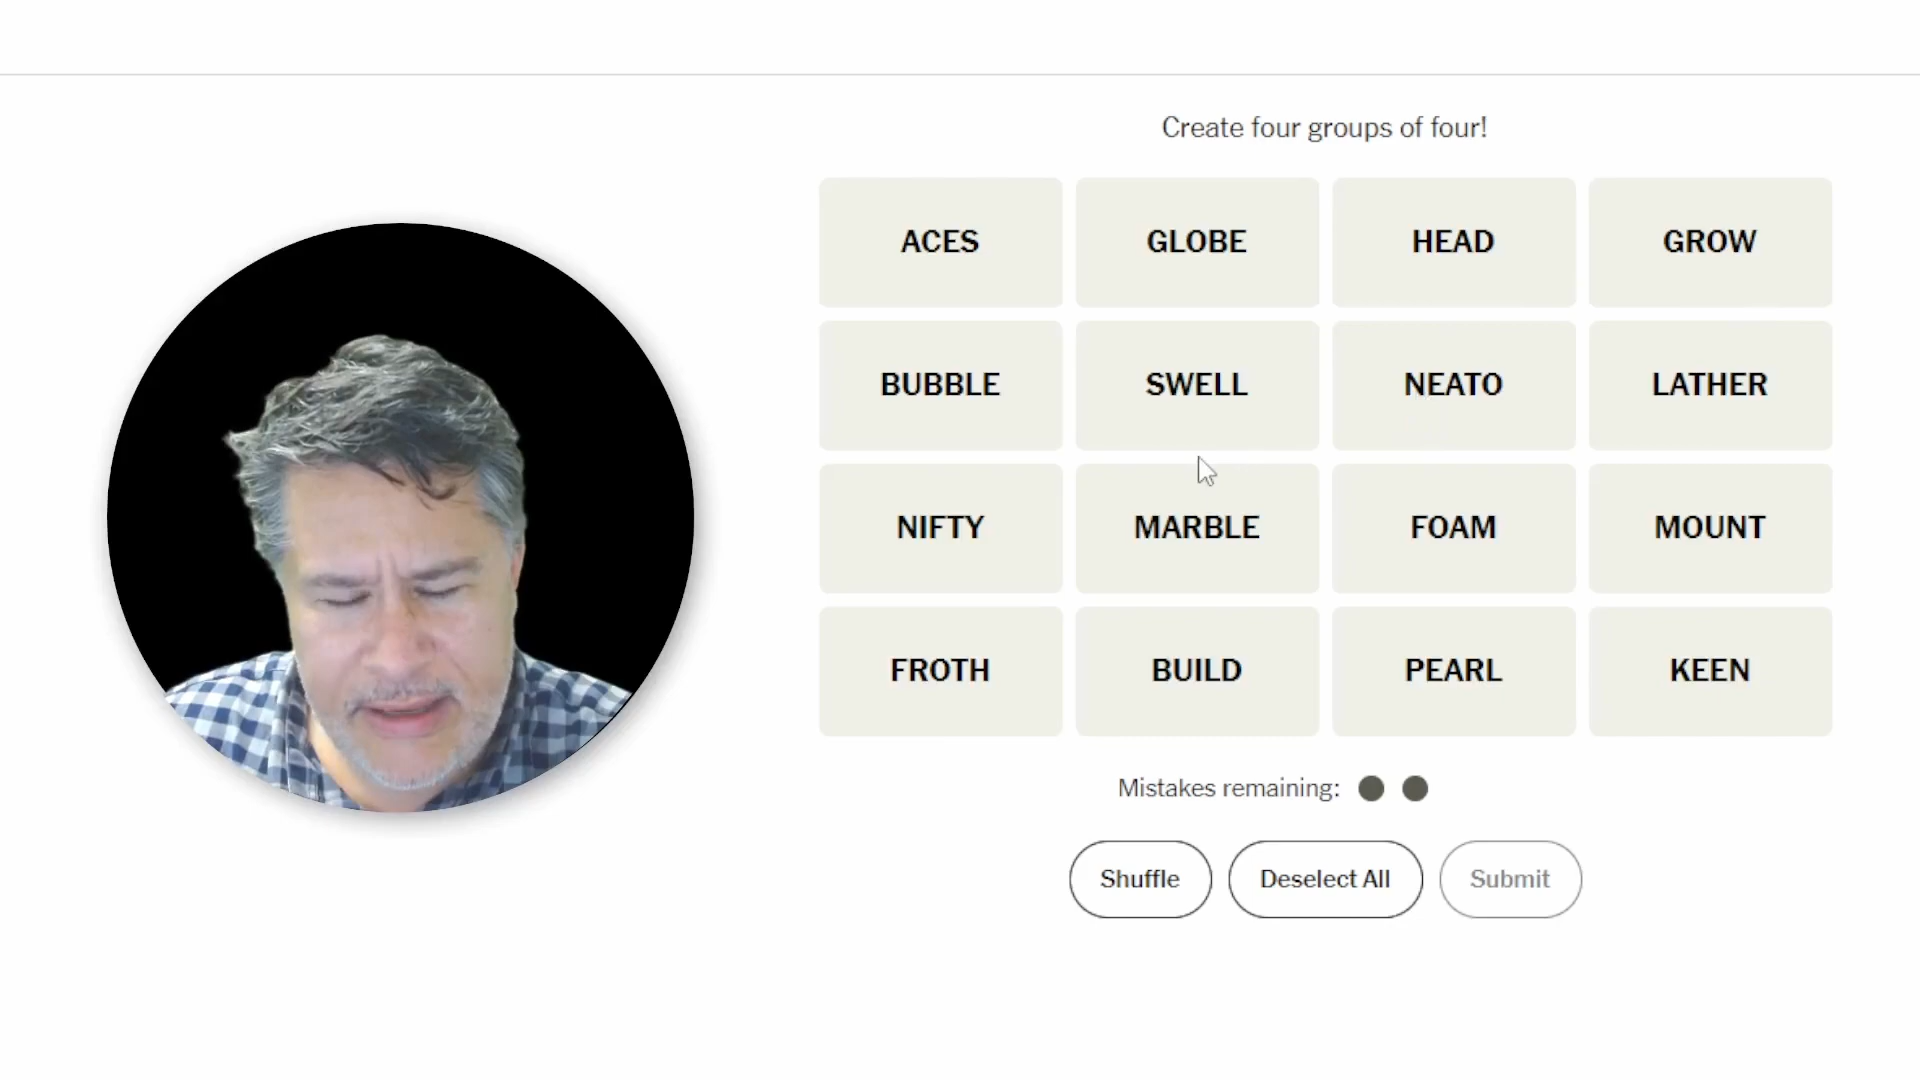 Create four groups of four!
ACES GLOBE HEAD GROW
BUBBLE SWELL NEATO LATHER
NIFTY MARBLE FOAM MOUNT
FROTH BUILD PEARL KEEN
Mistakes remaining:
Shuffle Deselect All Submit